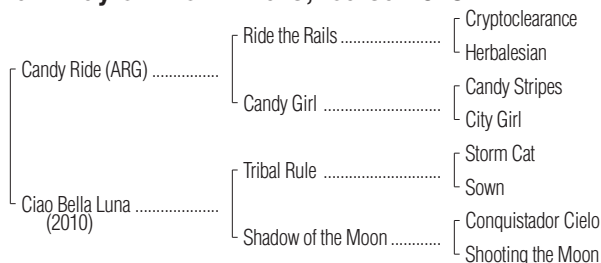 Cryptoclearance
Ride the Rails
Herbalesian
Candy Ride (ARG)
Candy Stripes
Candy Girl
City Girl
Storm Cat
Tribal Rule
Sown
Ciao Bella Luna
(2010)
Conquistador Cielo
Shadow of the Moon
Shooting the Moon